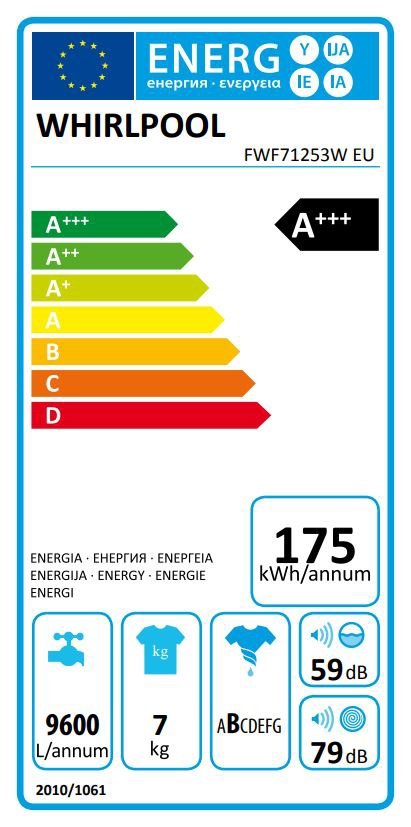 ENERG Y IJA
енергия · ενεργεια IE IA
WHIRLPOOL
FWF71253W EU
A+++ A+++
A++
A+
A
B
C
D
175
kWh/annum
ENERGIA · ЕНЕРГИЯ · ΕΝΕΡΓΕΙΑ
ENERGIJA · ENERGY · ENERGIE
ENERGI
kg
9600
L/annum
7
kg
ABCDEFG
59 dB
79 dB
2010/1061